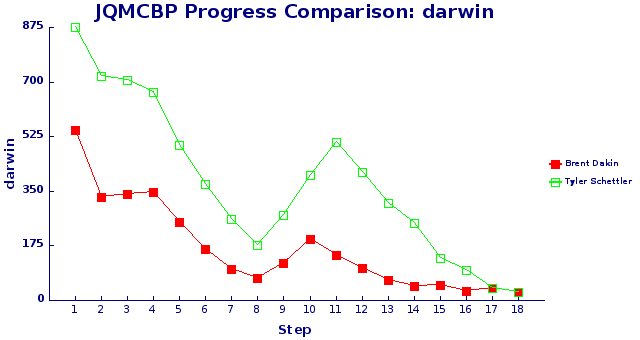 JQMCBP Progress Comparison: darwin
875
700
525
350
175
0
darwin
1 2 3 4 5 6 7 8 9 10 11 12 13 14 15 16 17 18
Step
Brent Dakin
Tyler Schettler